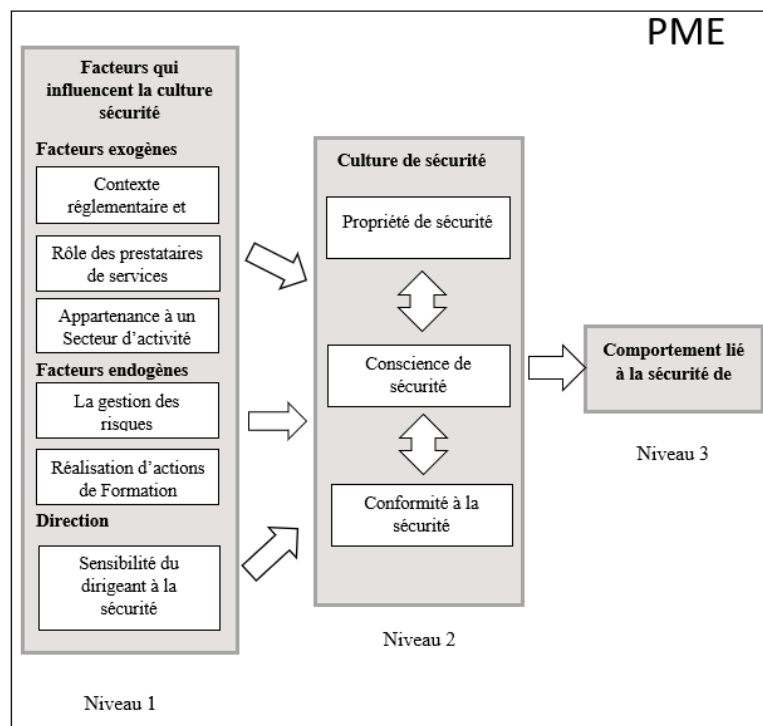 PME
Facteurs qui
influencent la culture
sécurité
Facteurs exogènes
Contexte
réglementaire et
Rôle des prestataires
de services
Appartenance à un
Secteur d’activité
Facteurs endogènes
La gestion des
risques
Réalisation d’actions
de Formation
Direction
Sensibilité du
dirigeant à la
sécurité
Niveau 1
Culture de sécurité
Propriété de sécurité
Conscience de
sécurité
Conformité à la
sécurité
Niveau 2
Comportement lié
à la sécurité de
Niveau 3